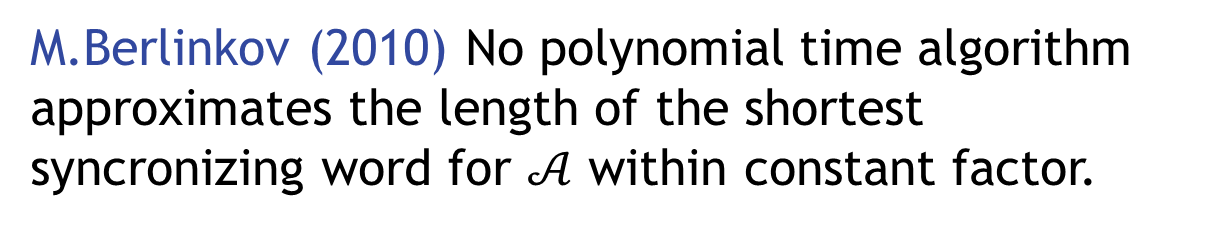 M.Berlinkov (2010) No polynomial time algorithm
approximates the length of the shortest
syncronizing word for 𝒜 within constant factor.